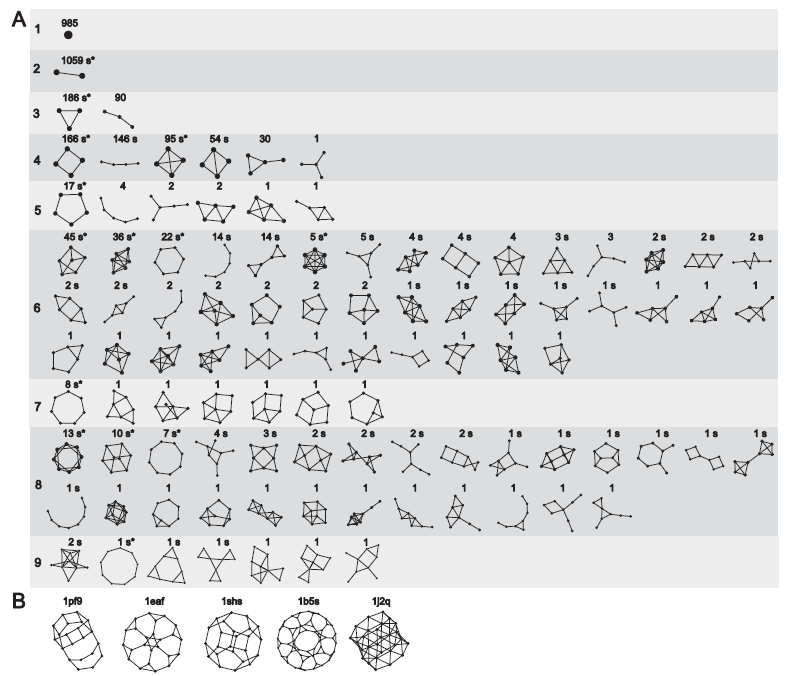 A
985
1
1059 s*
2
186 s* 90
3
166 s* 146 s 95 s* 54 s 30 1
4
17 s* 4 2 2 1 1
5
45 s* 36 s* 22 s* 14 s 14 s 5 s* 5 s 4 s 4 s 4 3 s 3 2 s 2 s 2 s
2 s 2 s 2 2 2 2 2 1 s 1 s 1 s 1 s 1 s 1 1 1
6
1 1 1 1 1 1 1 1 1 1 1
8 s* 1 1 1 1 1 1
7
13 s* 10 s* 7 s* 4 s 3 s 2 s 2 s 2 s 2 s 1 s 1 s 1 s 1 s 1 s 1 s
8
1 s 1 1 1 1 1 1 1 1 1 1 1
2 s 1 s* 1 s 1 s 1 1 1
9
B
1pf9 1eaf 1shs 1b5s 1j2q